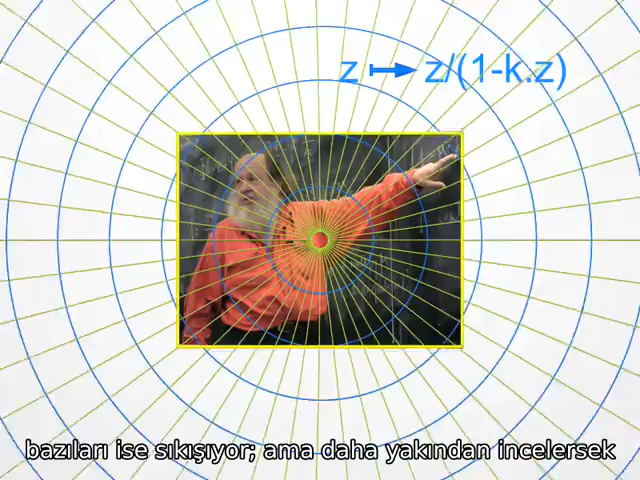 z ↦ z/(1-k.z)
bazıları ise sıkışıyor; ama daha yakından incelersek